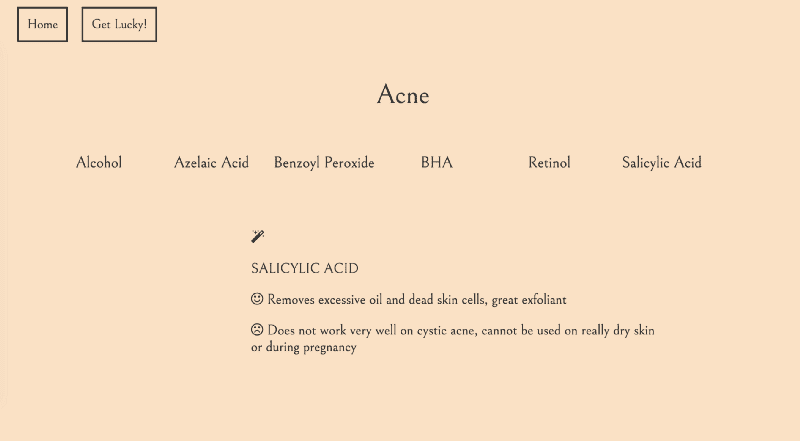 Home Get Lucky!
Acne
Alcohol Azelaic Acid Benzoyl Peroxide BHA Retinol Salicylic Acid
SALICYLIC ACID
Removes excessive oil and dead skin cells, great exfoliant
Does not work very well on cystic acne, cannot be used on really dry skin
or during pregnancy